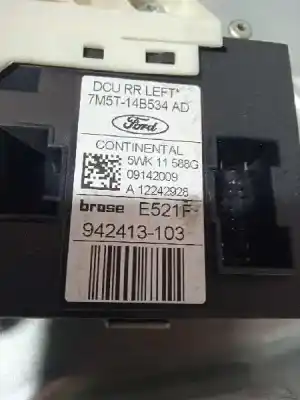 DCU RR LEFT*
7M5T-14B534 AD
Ford
CONTINENTAL
5WK 11 588G
09142009
A 12242928
brose E521F
942413-103